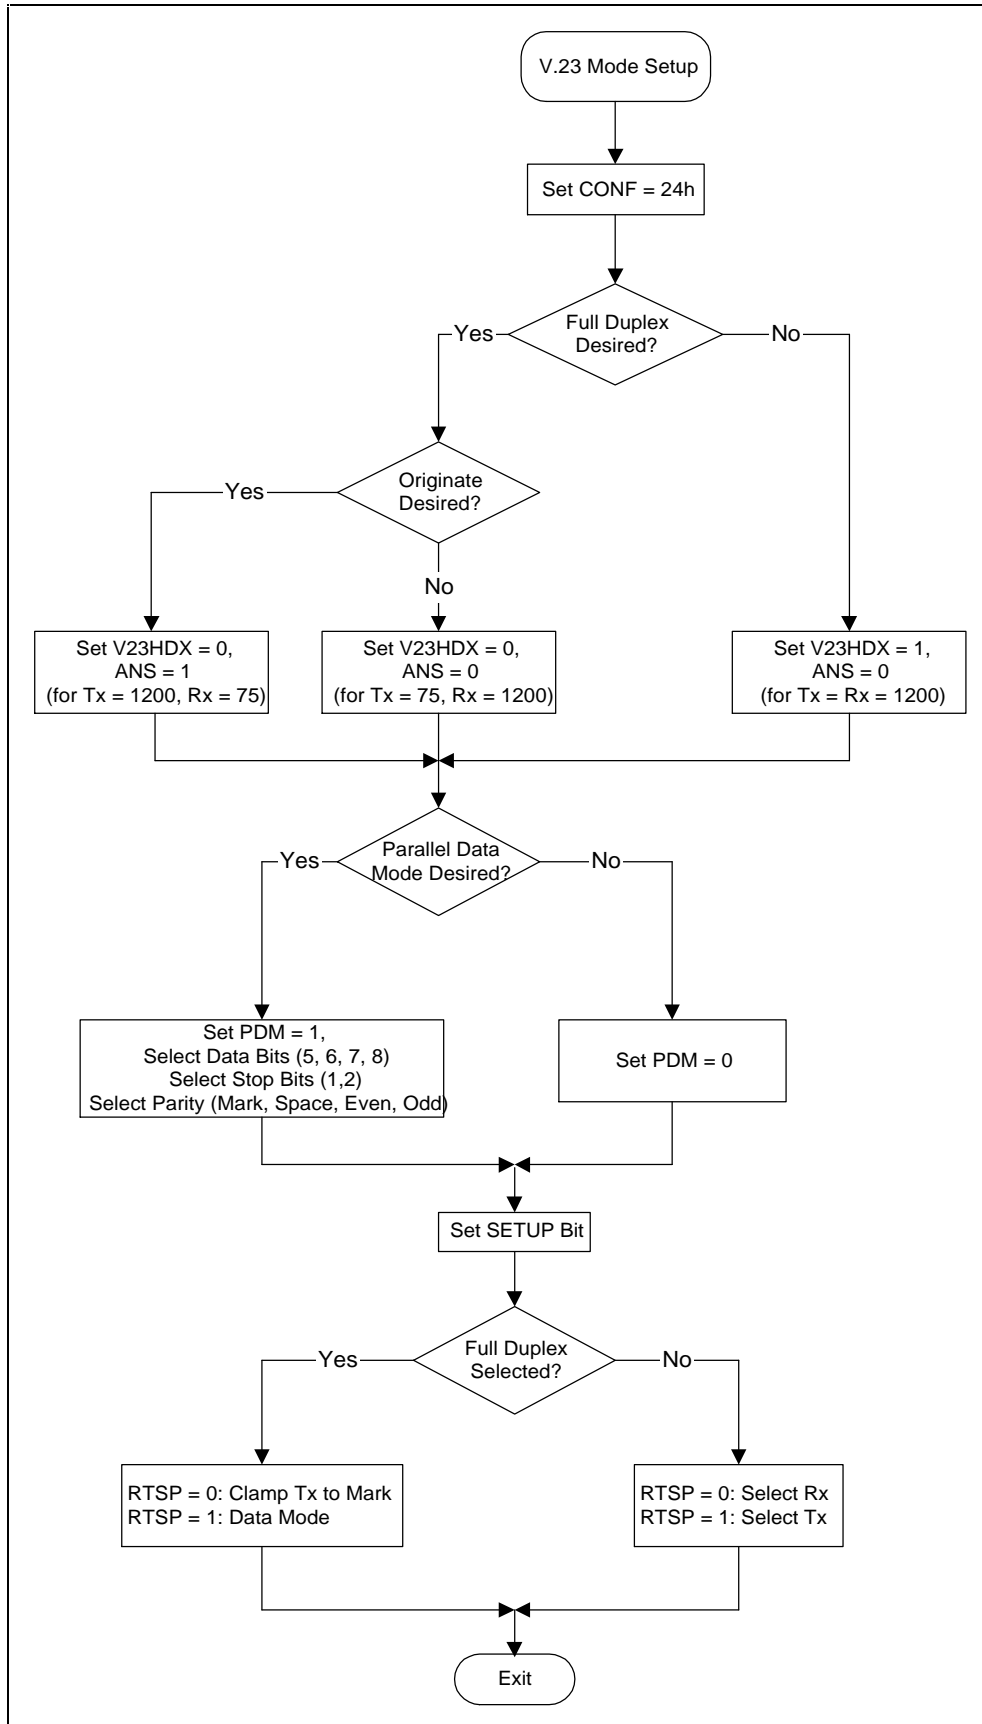 V.23 Mode Setup
Set CONF = 24h
Full Duplex
Desired?
Yes
No
Originate
Desired?
Yes
No
Set V23HDX = 0,
ANS = 1
(for Tx = 1200, Rx = 75)
Set V23HDX = 0,
ANS = 0
(for Tx = 75, Rx = 1200)
Set V23HDX = 1,
ANS = 0
(for Tx = Rx = 1200)
Parallel Data
Mode Desired?
Yes
No
Set PDM = 1,
Select Data Bits (5, 6, 7, 8)
Select Stop Bits (1,2)
Select Parity (Mark, Space, Even, Odd)
Set PDM = 0
Set SETUP Bit
Full Duplex
Selected?
Yes
No
RTSP = 0: Clamp Tx to Mark
RTSP = 1: Data Mode
RTSP = 0: Select Rx
RTSP = 1: Select Tx
Exit